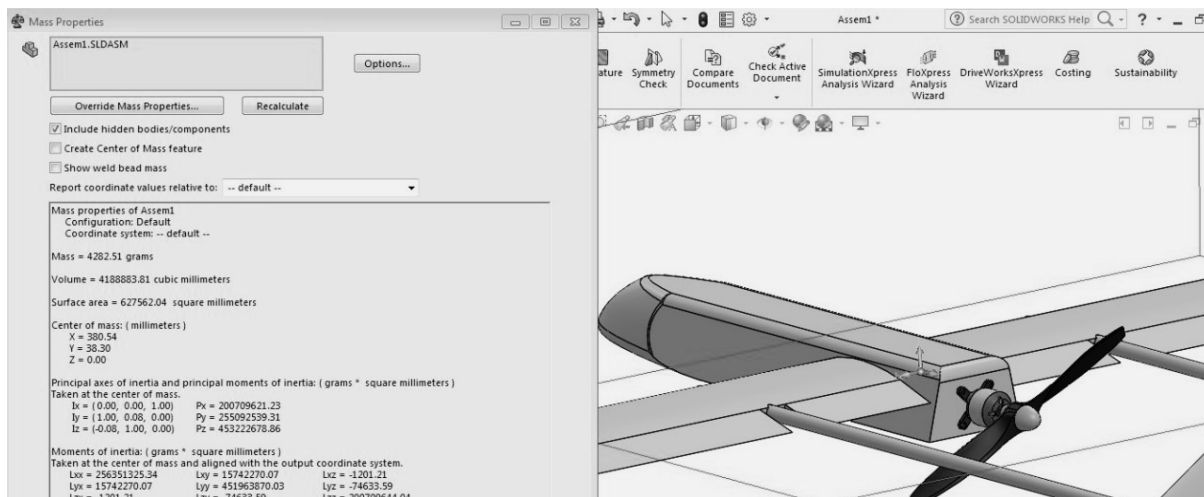 Mass Properties
Assem1.SLDASM
Options...
Override Mass Properties...
Recalculate
Include hidden bodies/components
Create Center of Mass feature
Show weld bead mass
Report coordinate values relative to: -- default --
Mass properties of Assem1
Configuration: Default
Coordinate system: -- default --
Mass = 4282.51 grams
Volume = 4188883.81 cubic millimeters
Surface area = 627562.04 square millimeters
Center of mass: ( millimeters )
X = 380.54
Y = 38.30
Z = 0.00
Principal axes of inertia and principal moments of inertia: ( grams * square millimeters )
Taken at the center of mass.
Ix = ( 0.00, 0.00, 1.00) Px = 200709621.23
Iy = ( 1.00, 0.08, 0.00) Py = 255092539.31
Iz = (-0.08, 1.00, 0.00) Pz = 453222678.86
Moments of inertia: ( grams * square millimeters )
Taken at the center of mass and aligned with the output coordinate system.
Lxx = 256351325.34 Lxy = 15742270.07 Lxz = -1201.21
Lyx = 15742270.07 Lyy = 451963870.03 Lyz = -74633.59
Assem1 *
Search SOLIDWORKS Help
?
ature
Symmetry
Check
Compare
Documents
Check Active
Document
SimulationXpress
Analysis Wizard
FloXpress
Analysis
Wizard
DriveWorksXpress
Wizard
Costing
Sustainability